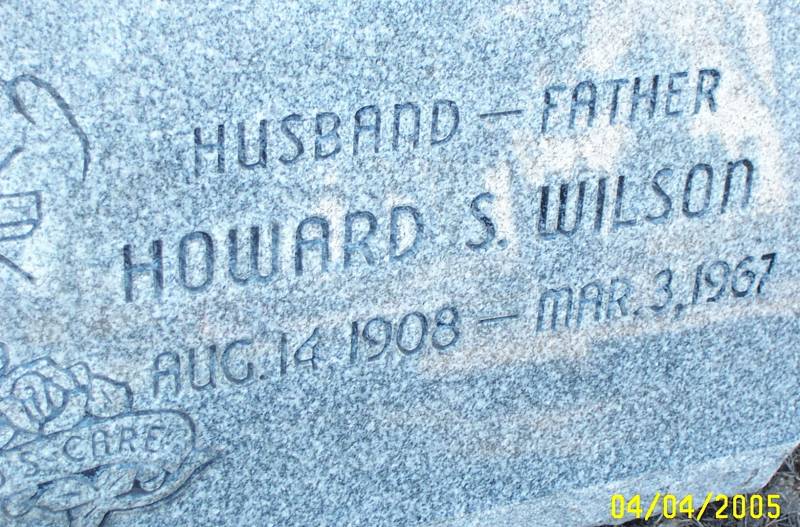 HUSBAND — FATHER
HOWARD S. WILSON
AUG. 14, 1908 — MAR. 3, 1967
S CARE
04/04/2005